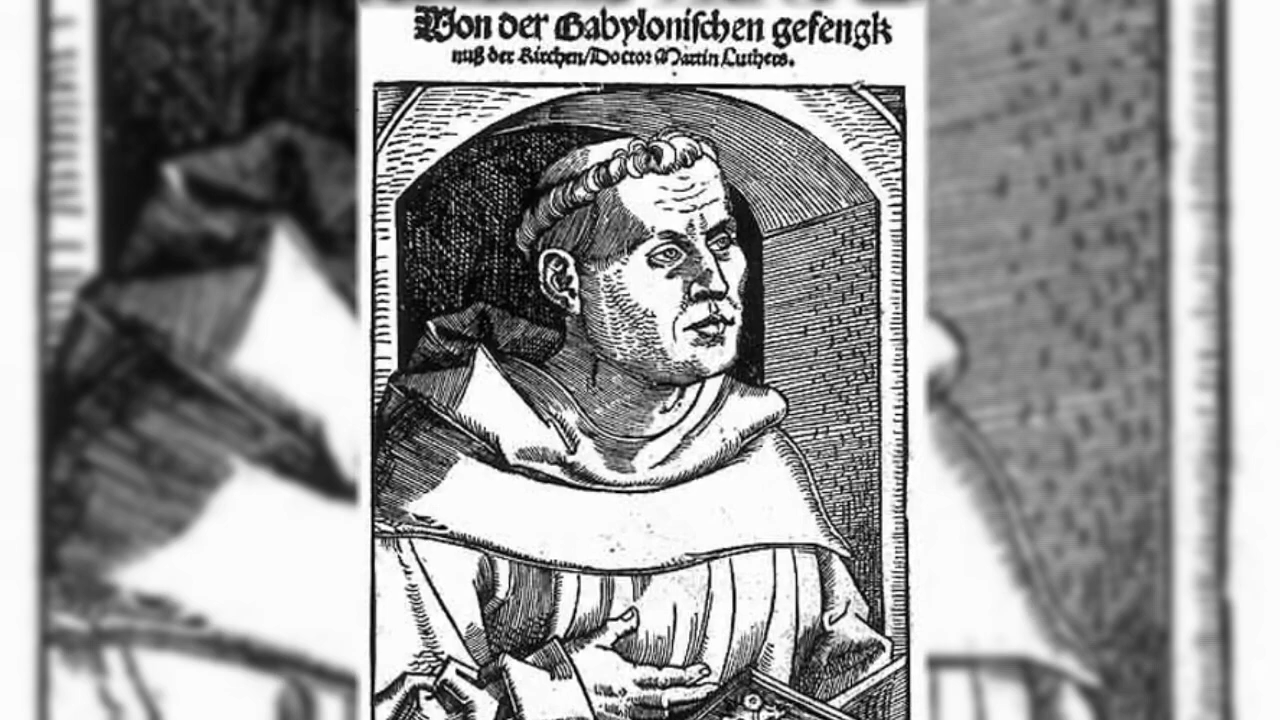 Von der Babylonischen gefengk
nuß der Kirchen/Doctor Martin Luthers.